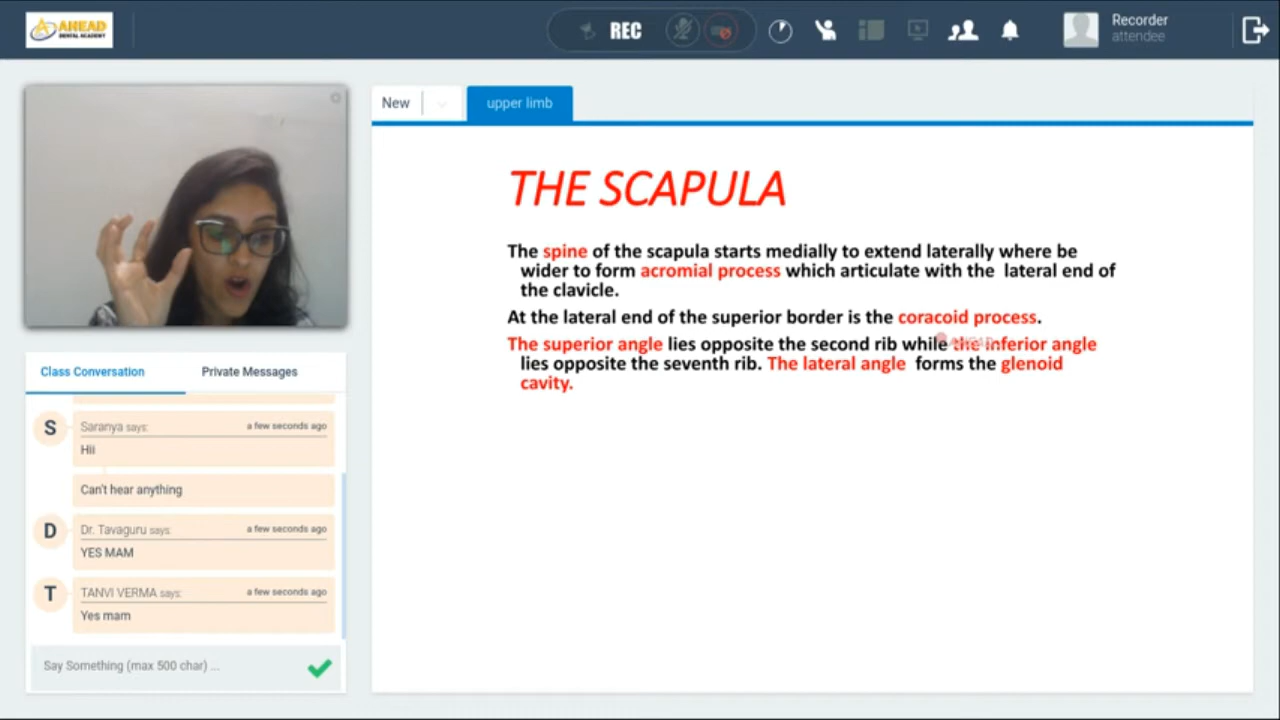 AHEAD
DENTAL ACADEMY
REC
Recorder
attendee
New
upper limb
THE SCAPULA
The spine of the scapula starts medially to extend laterally where be
wider to form acromial process which articulate with the lateral end of
the clavicle.
At the lateral end of the superior border is the coracoid process.
The superior angle lies opposite the second rib while the inferior angle
lies opposite the seventh rib. The lateral angle forms the glenoid
cavity.
Class Conversation
Private Messages
S
Saranya says:
a few seconds ago
Hii
Can't hear anything
D
Dr. Tavaguru says:
a few seconds ago
YES MAM
T
TANVI VERMA says:
a few seconds ago
Yes mam
Say Something (max 500 char) ...